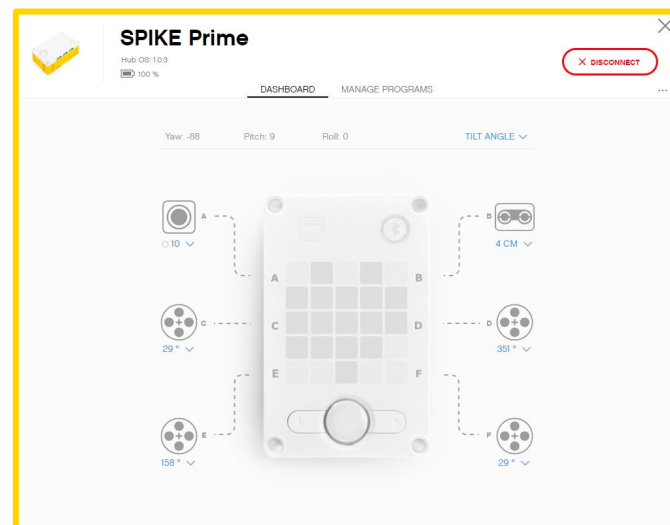 SPIKE Prime
Hub OS: 1.0.3
100 %
DISCONNECT
DASHBOARD MANAGE PROGRAMS
Yaw: -88 Pitch: 9 Roll: 0 TILT ANGLE
A B
10 4 CM
A B
C C D D
29 ° 351 °
E F
E F
158 ° 29 °